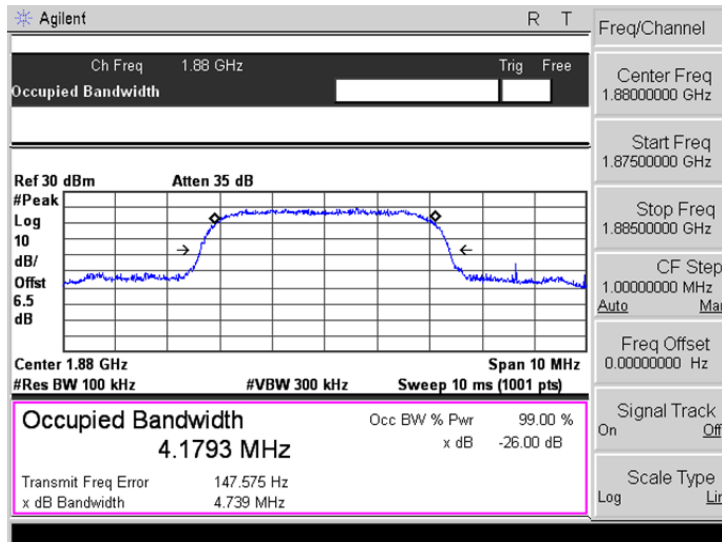 Agilent R T
Ch Freq 1.88 GHz Trig Free
Occupied Bandwidth
Ref 30 dBm Atten 35 dB
#Peak
Log
10
dB/
Offst
6.5
dB
Center 1.88 GHz Span 10 MHz
#Res BW 100 kHz #VBW 300 kHz Sweep 10 ms (1001 pts)
Occupied Bandwidth
4.1793 MHz
Occ BW % Pwr 99.00 %
x dB -26.00 dB
Transmit Freq Error 147.575 Hz
x dB Bandwidth 4.739 MHz
Freq/Channel
Center Freq
1.88000000 GHz
Start Freq
1.87500000 GHz
Stop Freq
1.88500000 GHz
CF Step
1.00000000 MHz
Auto Ma
Freq Offset
0.00000000 Hz
Signal Track
On Off
Scale Type
Log Lin